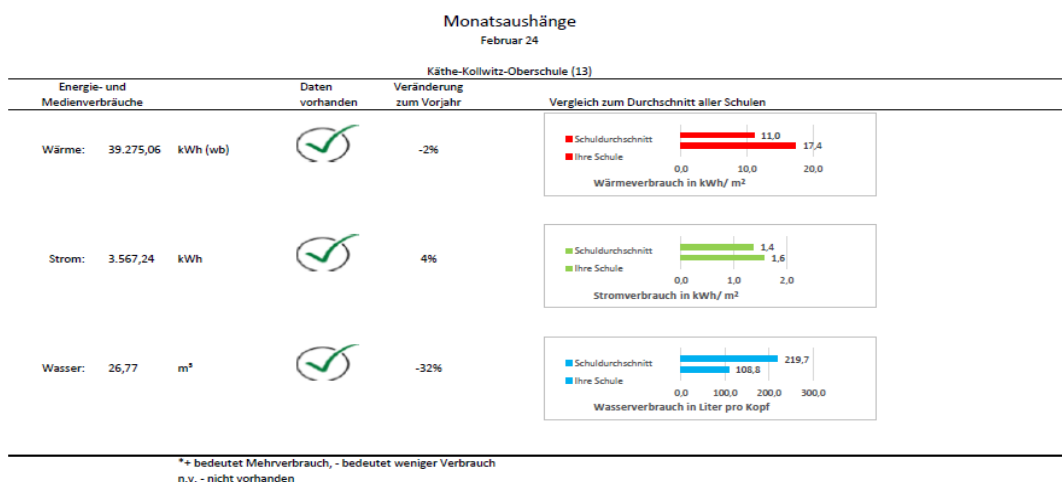 Monatsaushänge
Februar 24
Käthe-Kollwitz-Oberschule (13)
Energie- und Medienverbräuche
Daten vorhanden
Veränderung zum Vorjahr
Vergleich zum Durchschnitt aller Schulen
Wärme: 39.275,06 kWh (wb) -2%
Schuldurchschnitt 11,0
Ihre Schule 17,4
0,0 10,0 20,0
Wärmeverbrauch in kWh/ m²
Strom: 3.567,24 kWh 4%
Schuldurchschnitt 1,4
Ihre Schule 1,6
0,0 1,0 2,0
Stromverbrauch in kWh/ m²
Wasser: 26,77 m³ -32%
Schuldurchschnitt 219,7
Ihre Schule 108,8
0,0 100,0 200,0 300,0
Wasserverbrauch in Liter pro Kopf
*+ bedeutet Mehrverbrauch, - bedeutet weniger Verbrauch
n.v. - nicht vorhanden